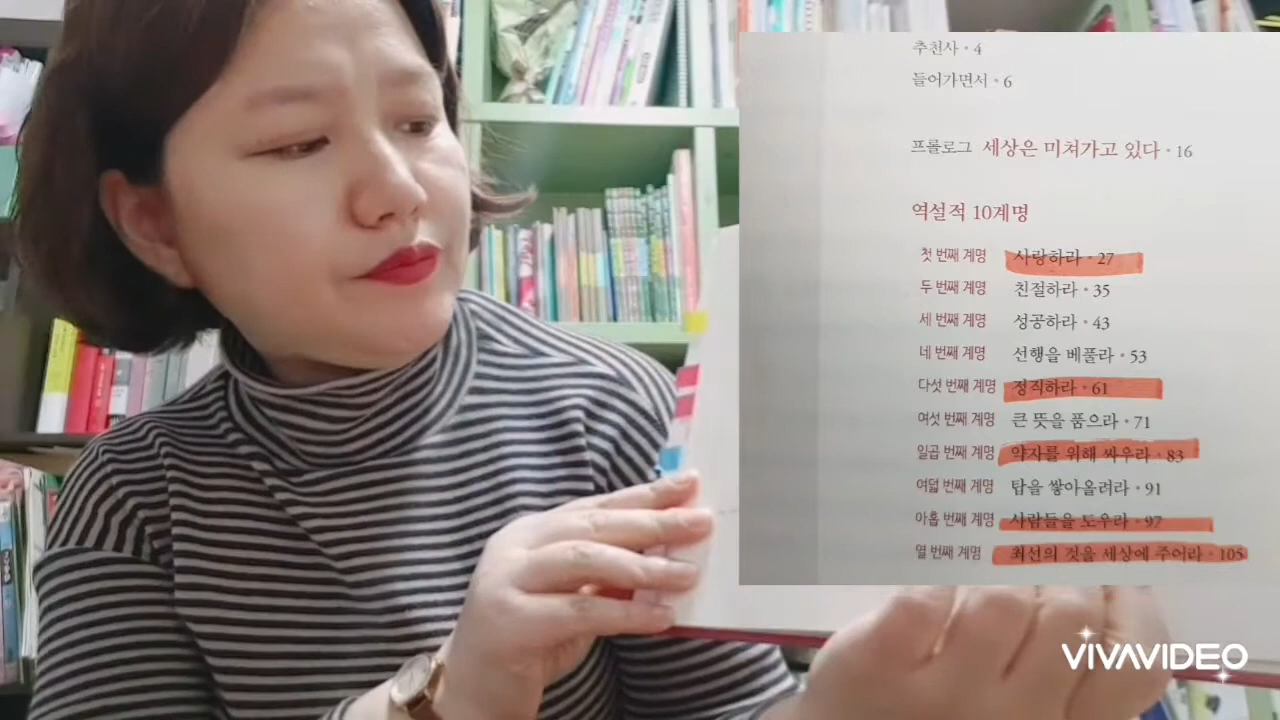 추천사 • 4
들어가면서 • 6
프롤로그 세상은 미쳐가고 있다 • 16
역설적 10계명
첫 번째 계명 사랑하라 • 27
두 번째 계명 친절하라 • 35
세 번째 계명 성공하라 • 43
네 번째 계명 선행을 베풀라 • 53
다섯 번째 계명 정직하라 • 61
여섯 번째 계명 큰 뜻을 품으라 • 71
일곱 번째 계명 약자를 위해 싸우라 • 83
여덟 번째 계명 탑을 쌓아올려라 • 91
아홉 번째 계명 사람들을 도우라 • 97
열 번째 계명 최선의 것을 세상에 주어라 • 105
VIVAVIDEO